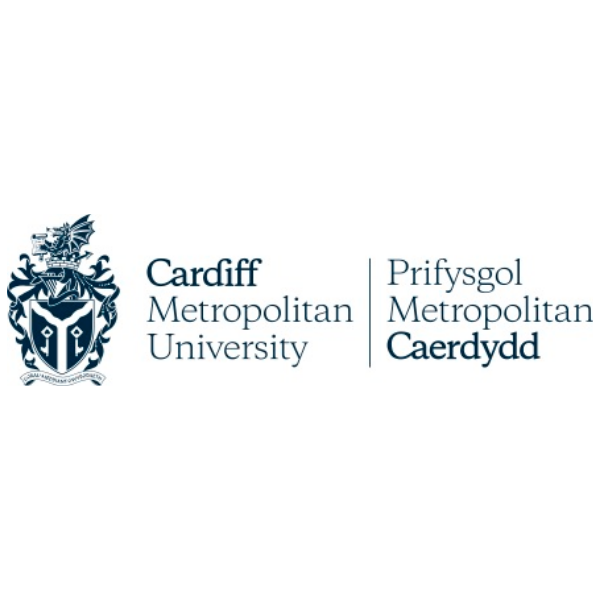 Cardiff
Metropolitan
University
Prifysgol
Metropolitan
Caerdydd